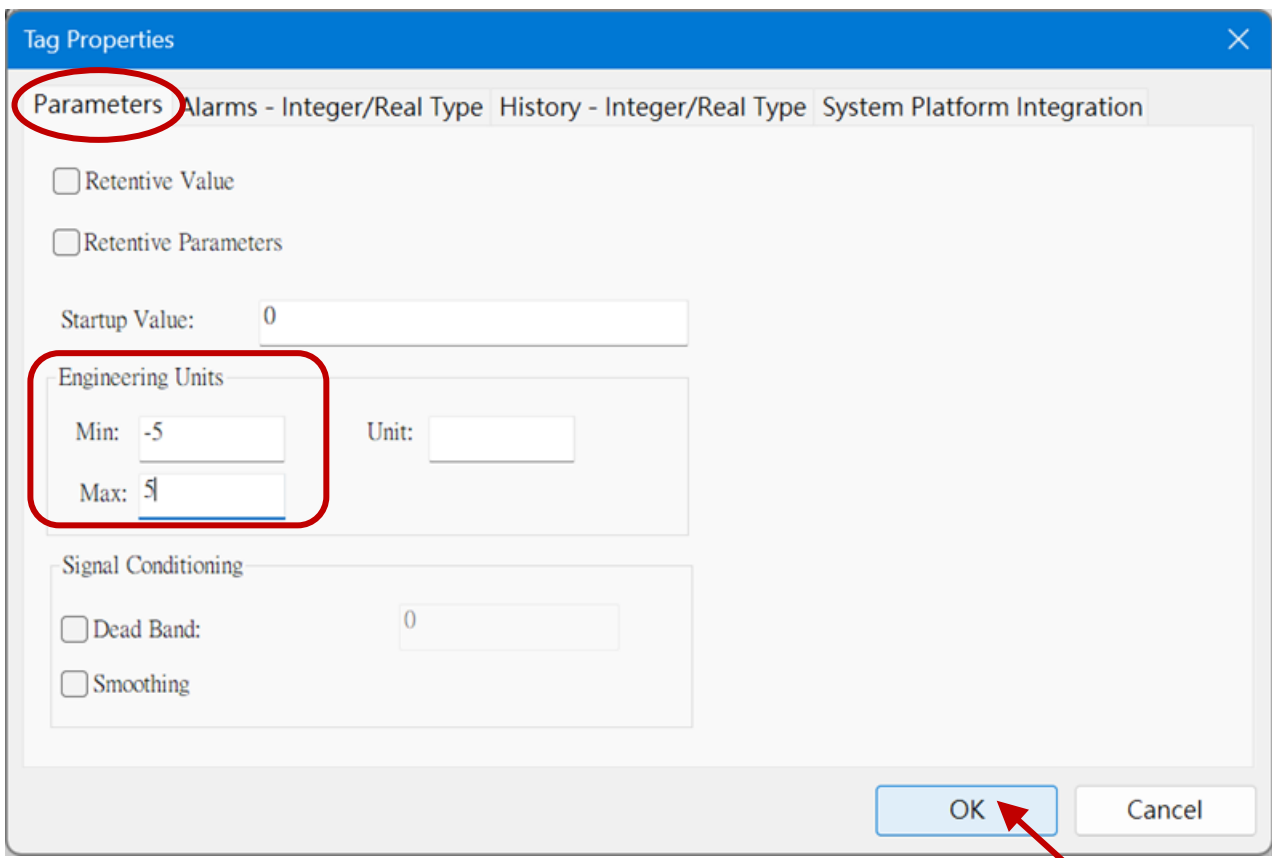 Tag Properties
Parameters Alarms - Integer/Real Type History - Integer/Real Type System Platform Integration
Retentive Value
Retentive Parameters
Startup Value: 0
Engineering Units
Min: -5 Unit:
Max: 5
Signal Conditioning
Dead Band: 0
Smoothing
OK Cancel